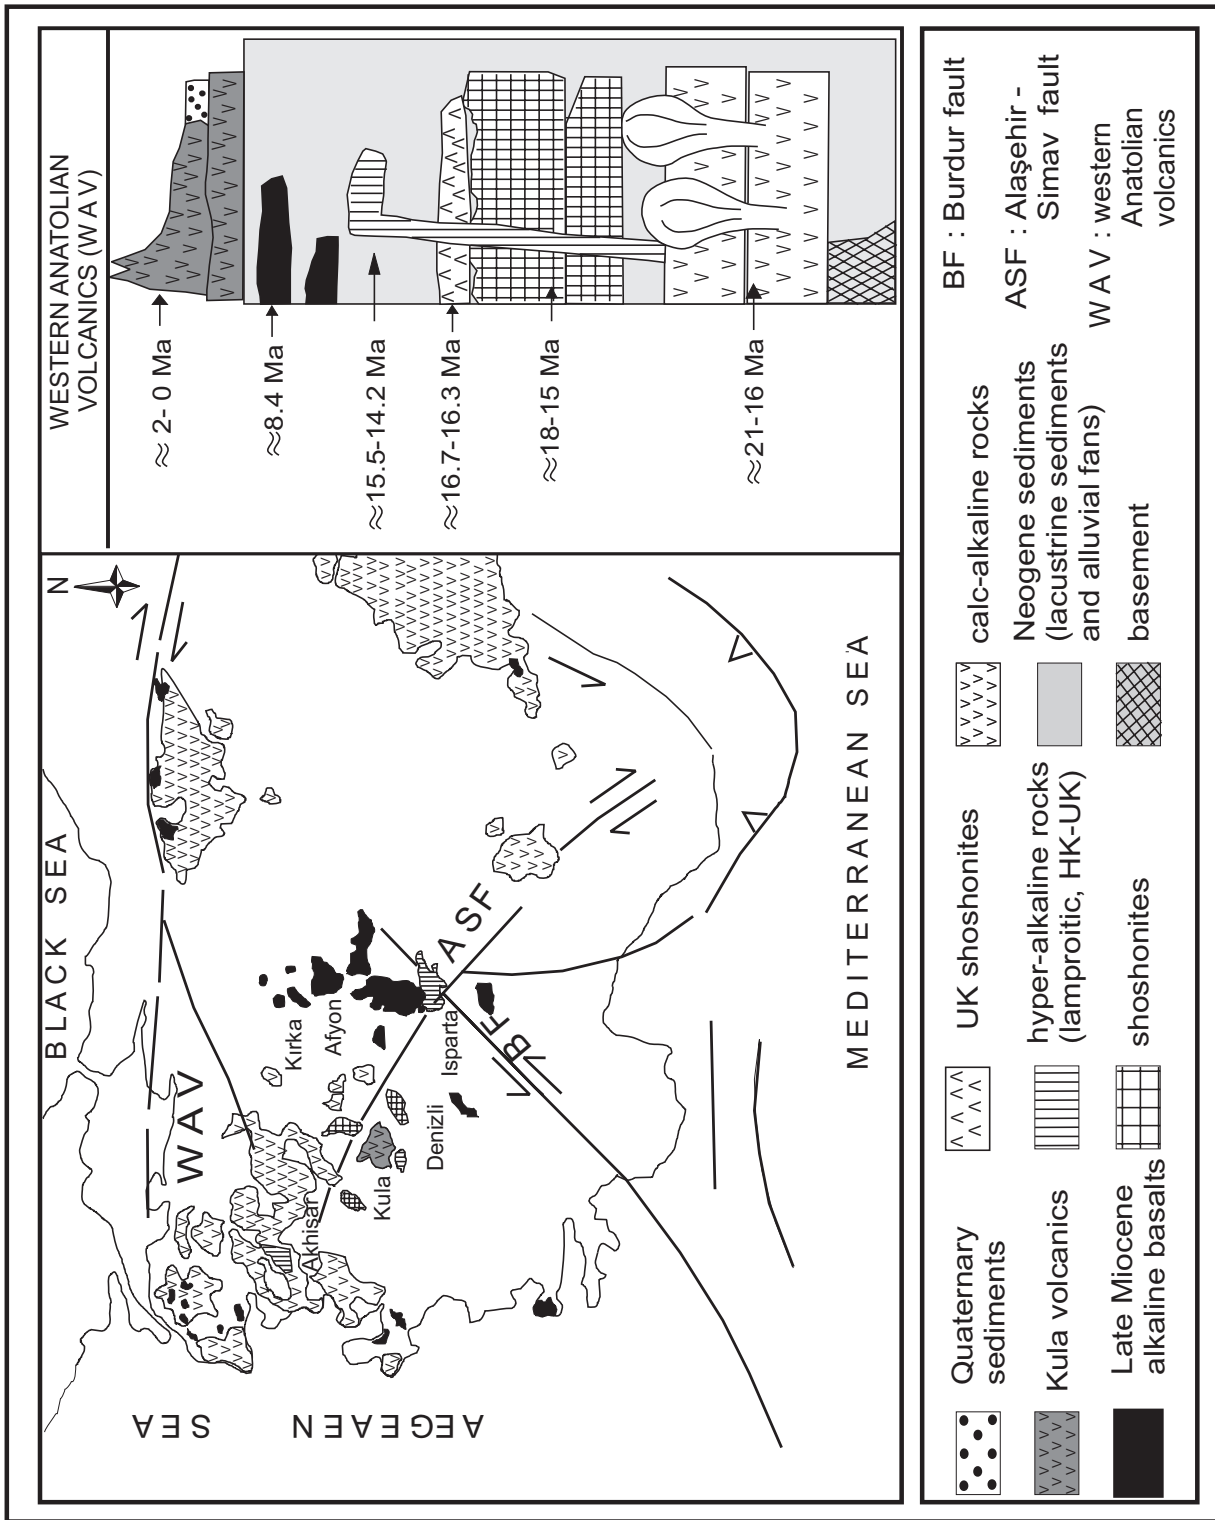 BLACK SEA
N
WAV
AEGEAEN
SEA
Kırka
Afyon
Akhisar
Kula
Denizli
Isparta
ASF
BF
MEDITERRANEAN SEA
WESTERN ANATOLIAN
VOLCANICS (W A V)
≈ 2- 0 Ma
≈8.4 Ma
≈15.5-14.2 Ma
≈16.7-16.3 Ma
≈18-15 Ma
≈21-16 Ma
Quaternary
sediments
Kula volcanics
Late Miocene
alkaline basalts
UK shoshonites
hyper-alkaline rocks
(lamproitic, HK-UK)
shoshonites
calc-alkaline rocks
Neogene sediments
(lacustrine sediments
and alluvial fans)
basement
BF : Burdur fault
ASF : Alaşehir -
Simav fault
W A V : western
Anatolian
volcanics